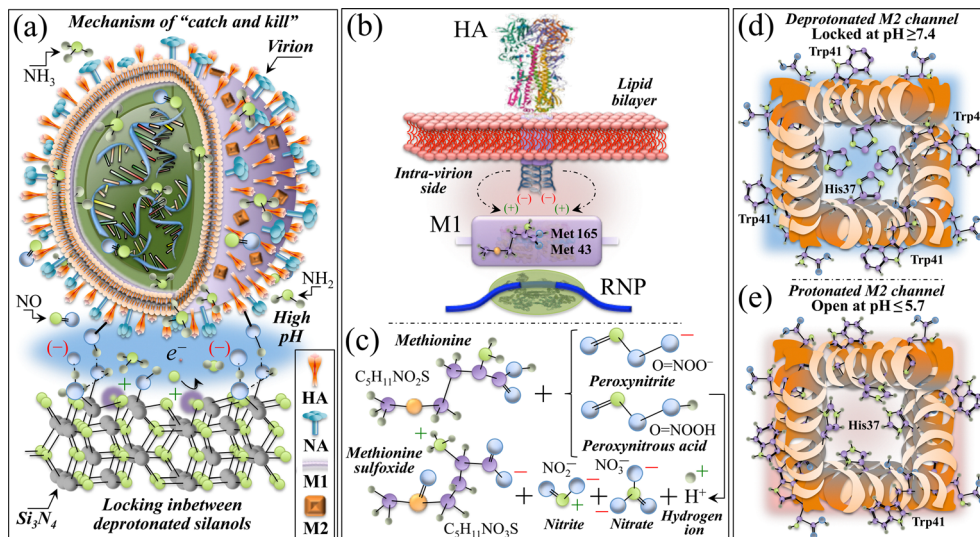 (a)
Mechanism of “catch and kill”
Virion
NH3
NO
NH2
High
pH
(−)
e−
(−)
+
+
Si3N4
Locking inbetween
deprotonated silanols
HA
NA
M1
M2
(b)
HA
Lipid
bilayer
Intra-virion
side
(−) (−)
(+) (+)
M1
Met 165
Met 43
RNP
(c)
Methionine
C5H11NO2S
+
O=NOO−
Peroxynitrite
O=NOOH
Peroxynitrous acid
+
Methionine
sulfoxide
C5H11NO3S
+
NO2−
Nitrite
+
NO3−
Nitrate
+
H+
Hydrogen
ion
(d)
Deprotonated M2 channel
Locked at pH ≥7.4
Trp41
Trp4
His37
Trp41
Trp41
(e)
Protonated M2 channel
Open at pH ≤ 5.7
His37
Trp41